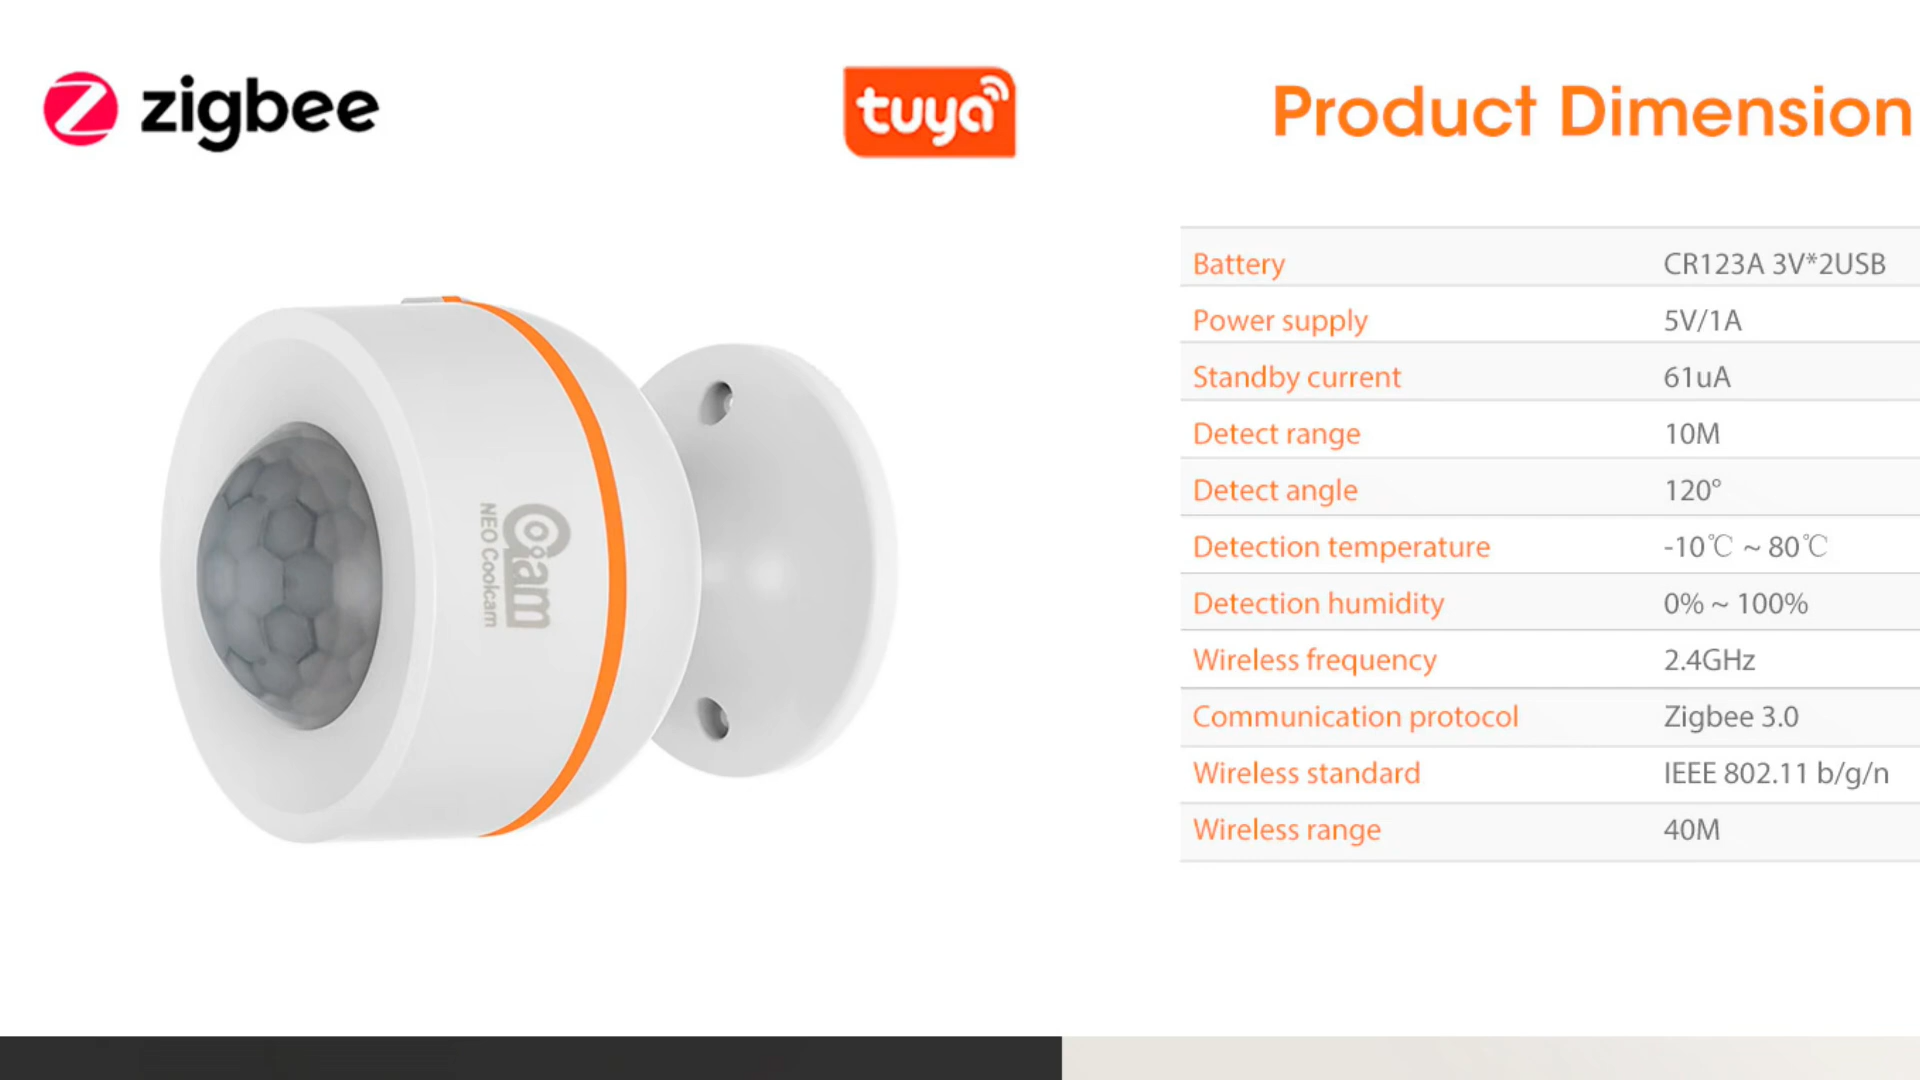 zigbee
tuya
Product Dimension
Battery CR123A 3V*2USB
Power supply 5V/1A
Standby current 61uA
Detect range 10M
Detect angle 120°
Detection temperature -10℃ ~ 80℃
Detection humidity 0% ~ 100%
Wireless frequency 2.4GHz
Communication protocol Zigbee 3.0
Wireless standard IEEE 802.11 b/g/n
Wireless range 40M
Cam
NEO Coolcam